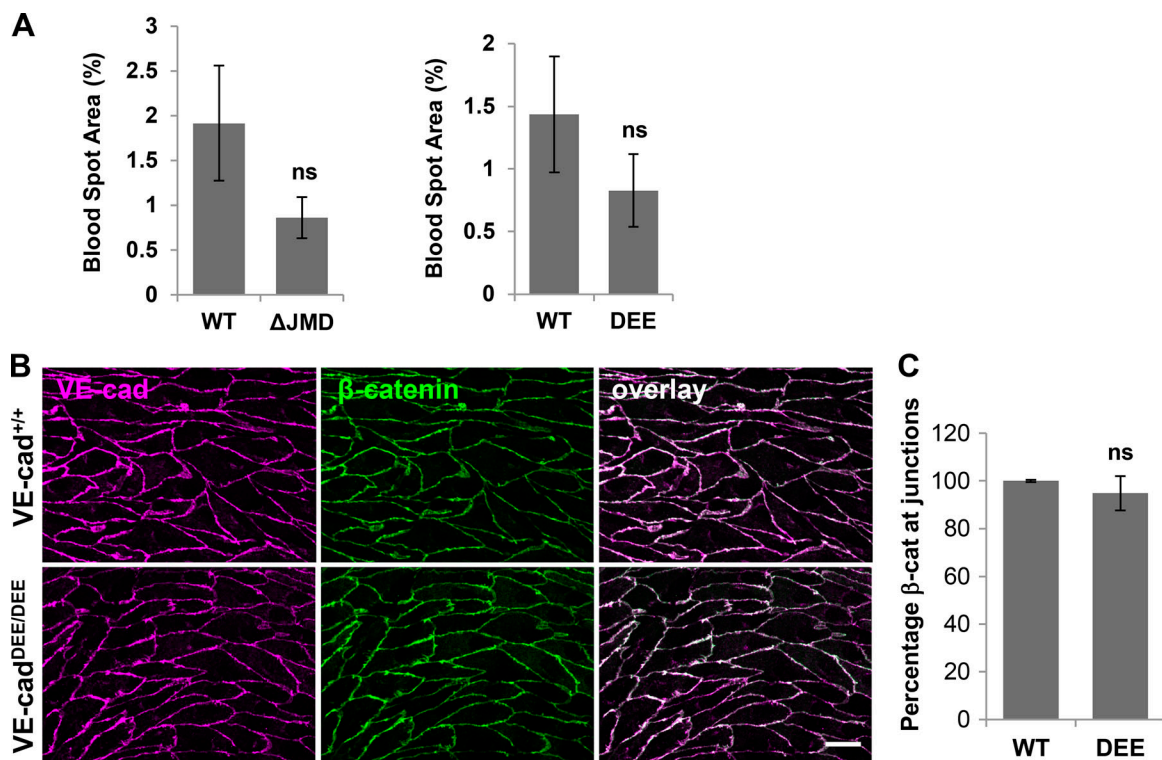 A
Blood Spot Area (%)
3
2.5
2
1.5
1
0.5
0
ns
WT
ΔJMD
Blood Spot Area (%)
2
1.5
1
0.5
0
ns
WT
DEE
B
VE-cad
β-catenin
overlay
VE-cad+/+
VE-cadDEE/DEE
C
Percentage β-cat at junctions
120
100
80
60
40
20
0
ns
WT
DEE